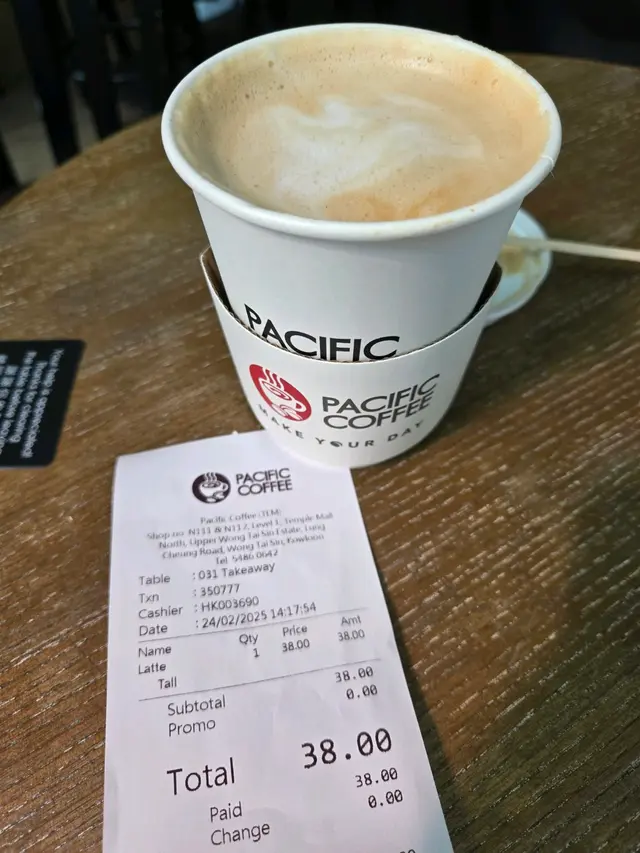 PACIFIC
PACIFIC
COFFEE
MAKE YOUR DAY
PACIFIC
COFFEE
Pacific Coffee (TEM)
Shop no. N111 & N112, Level 1, Temple Mall
North, Upper Wong Tai Sin Estate, Lung
Cheung Road, Wong Tai Sin, Kowloon
Tel 5486 0642
Table : 031 Takeaway
Txn : 350777
Cashier : HK003690
Date : 24/02/2025 14:17:54
Name Qty Price Amt
Latte 1 38.00 38.00
Tall
Subtotal 38.00
Promo 0.00
Total 38.00
Paid 38.00
Change 0.00